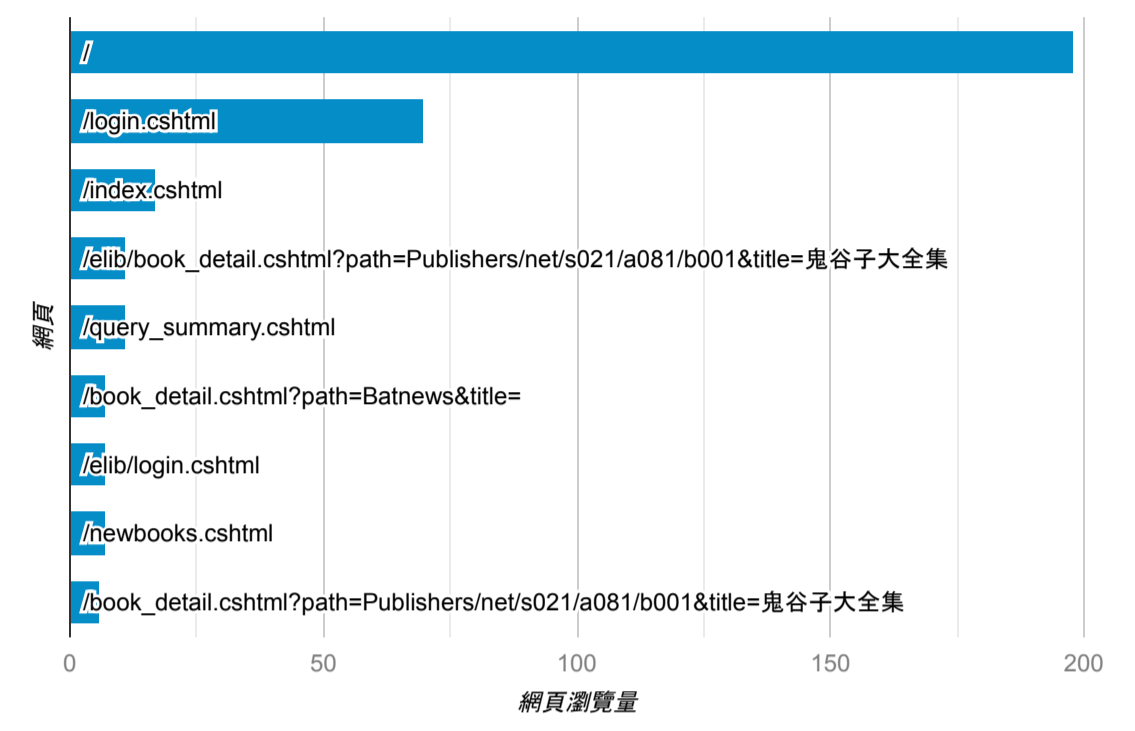 /
/login.cshtml
/index.cshtml
/elib/book_detail.cshtml?path=Publishers/net/s021/a081/b001&title=鬼谷子大全集
/query_summary.cshtml
/book_detail.cshtml?path=Batnews&title=
/elib/login.cshtml
/newbooks.cshtml
/book_detail.cshtml?path=Publishers/net/s021/a081/b001&title=鬼谷子大全集
網頁
0 50 100 150 200
網頁瀏覽量